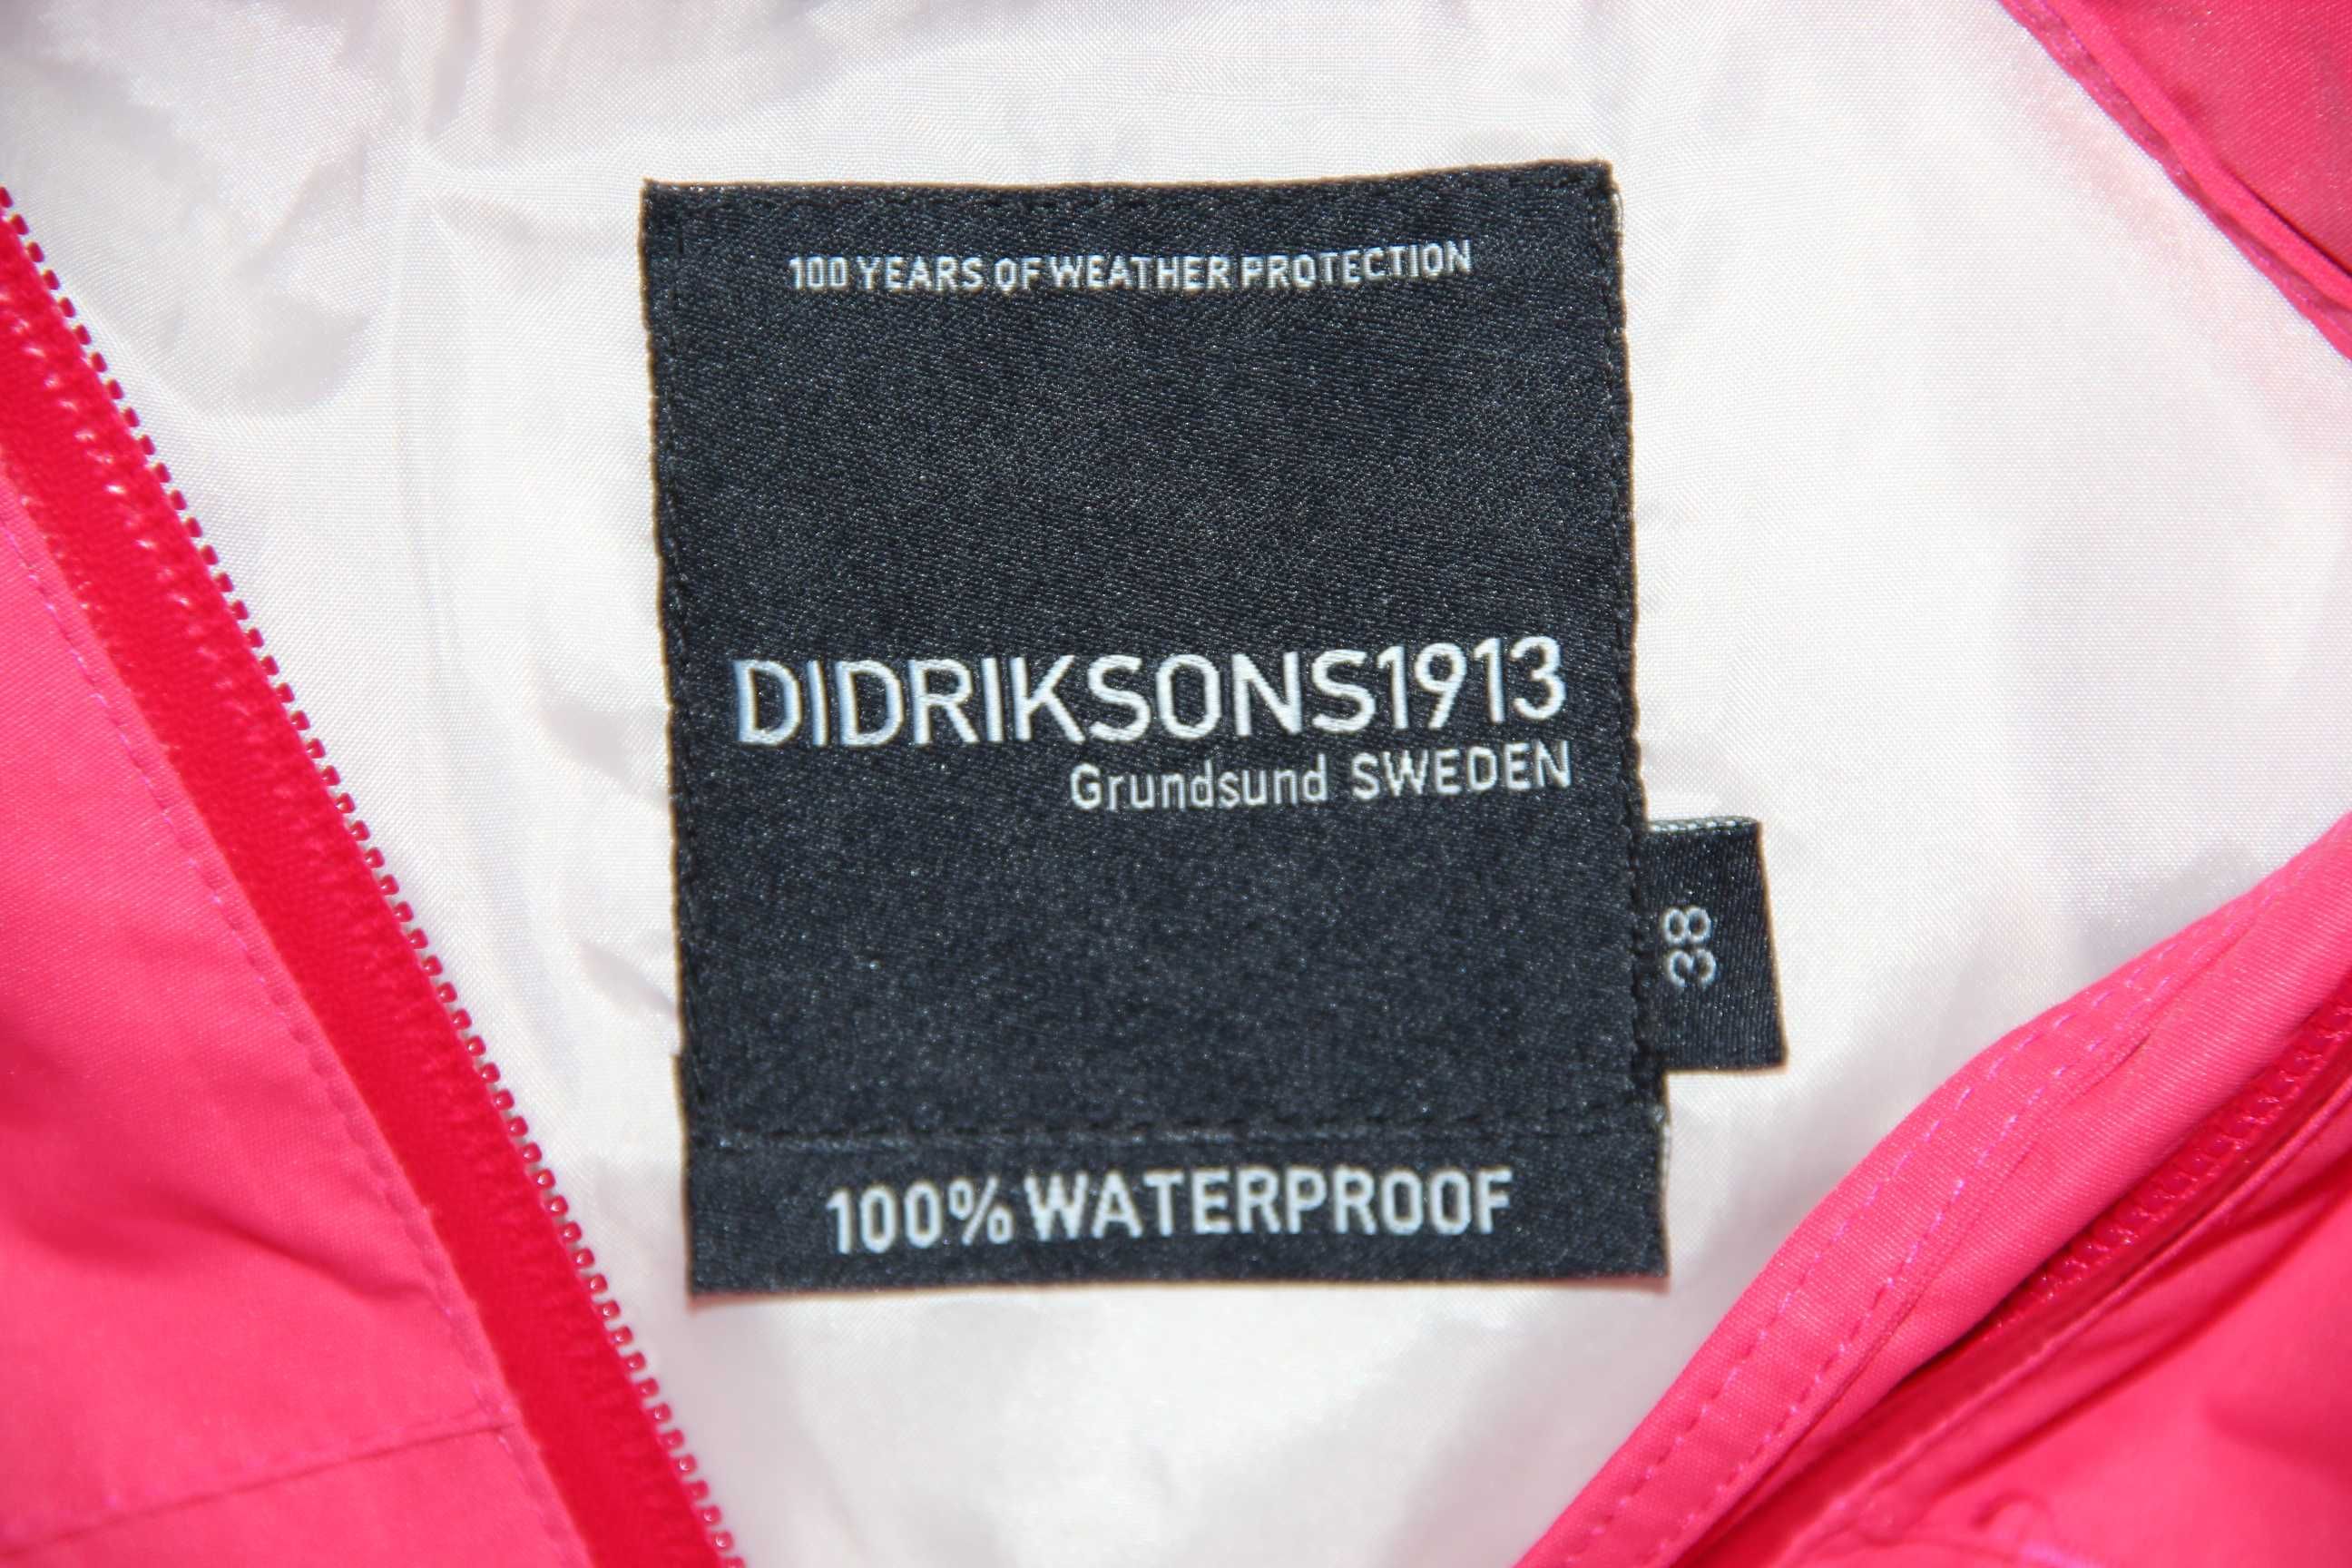 100 YEARS OF WEATHER PROTECTION
DIDRIKSONS1913
Grundsund SWEDEN
38
100% WATERPROOF